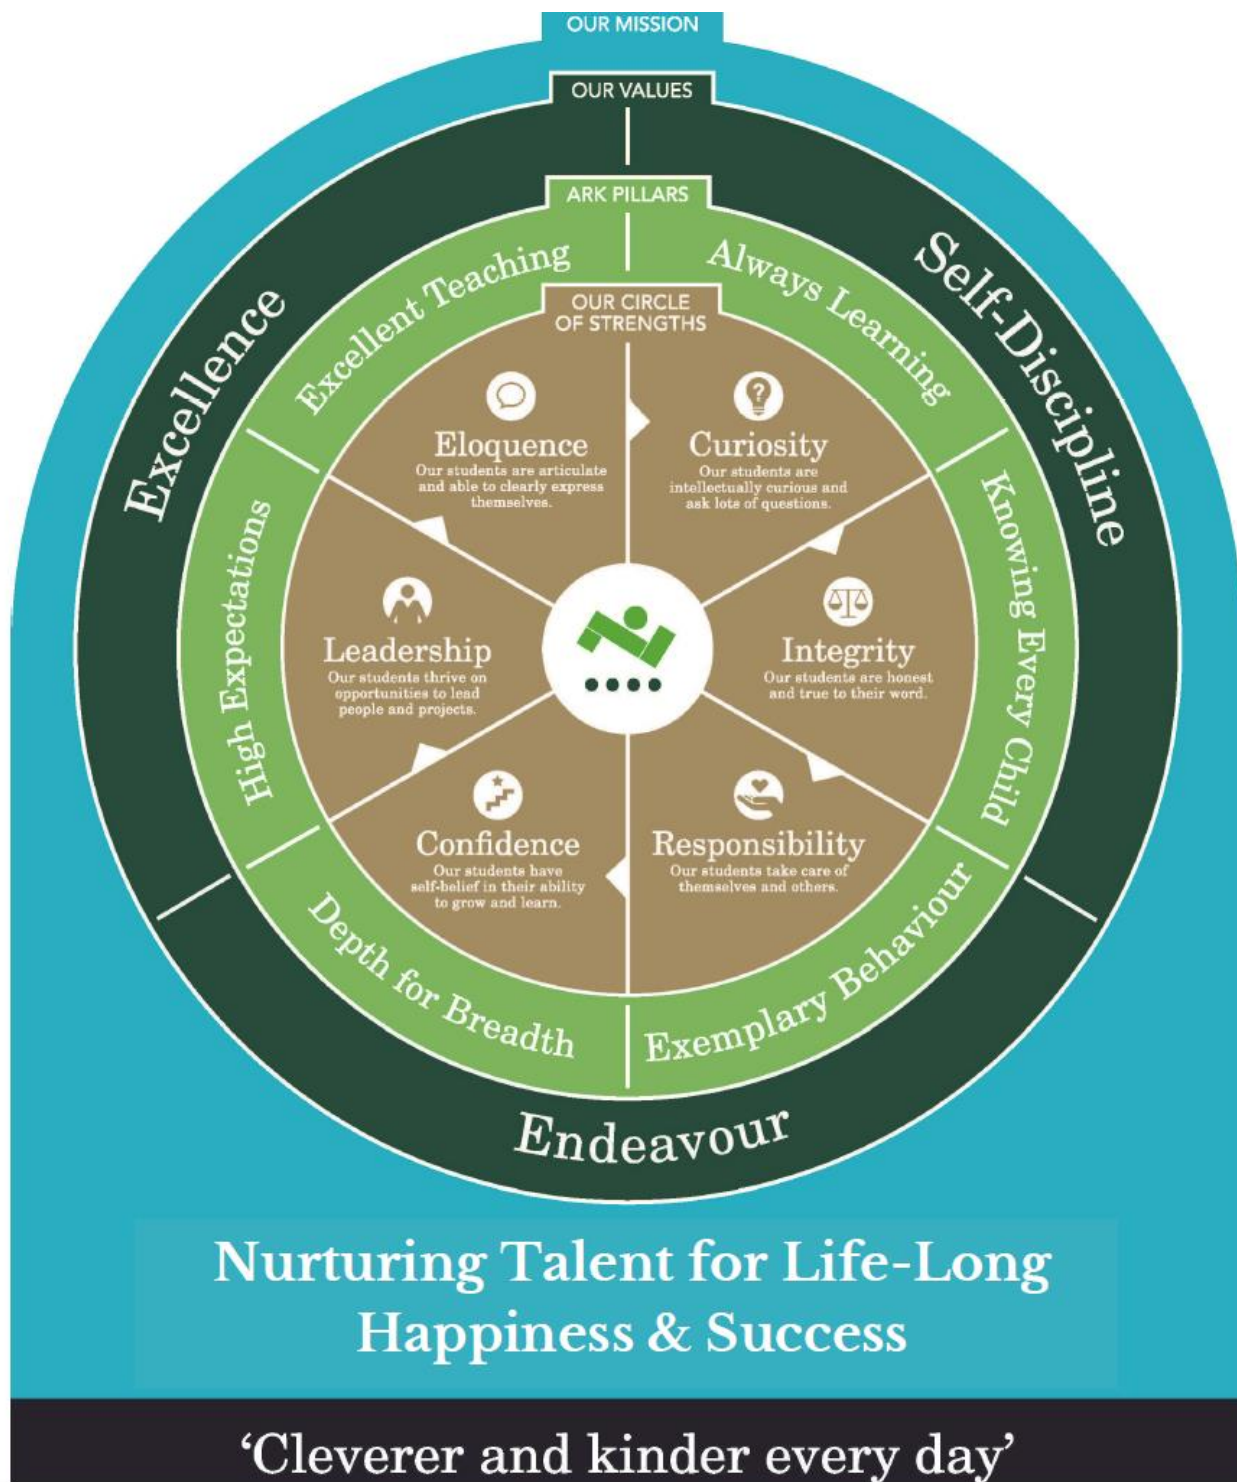 OUR MISSION
OUR VALUES
Excellence
Self-Discipline
Endeavour
ARK PILLARS
Excellent Teaching
Always Learning
Knowing Every Child
Exemplary Behaviour
Depth for Breadth
High Expectations
OUR CIRCLE
OF STRENGTHS
Eloquence
Our students are articulate
and able to clearly express
themselves.
Curiosity
Our students are
intellectually curious and
ask lots of questions.
Leadership
Our students thrive on
opportunities to lead
people and projects.
Integrity
Our students are honest
and true to their word.
Confidence
Our students have
self-belief in their ability
to grow and learn.
Responsibility
Our students take care of
themselves and others.
Nurturing Talent for Life-Long
Happiness & Success
‘Cleverer and kinder every day’